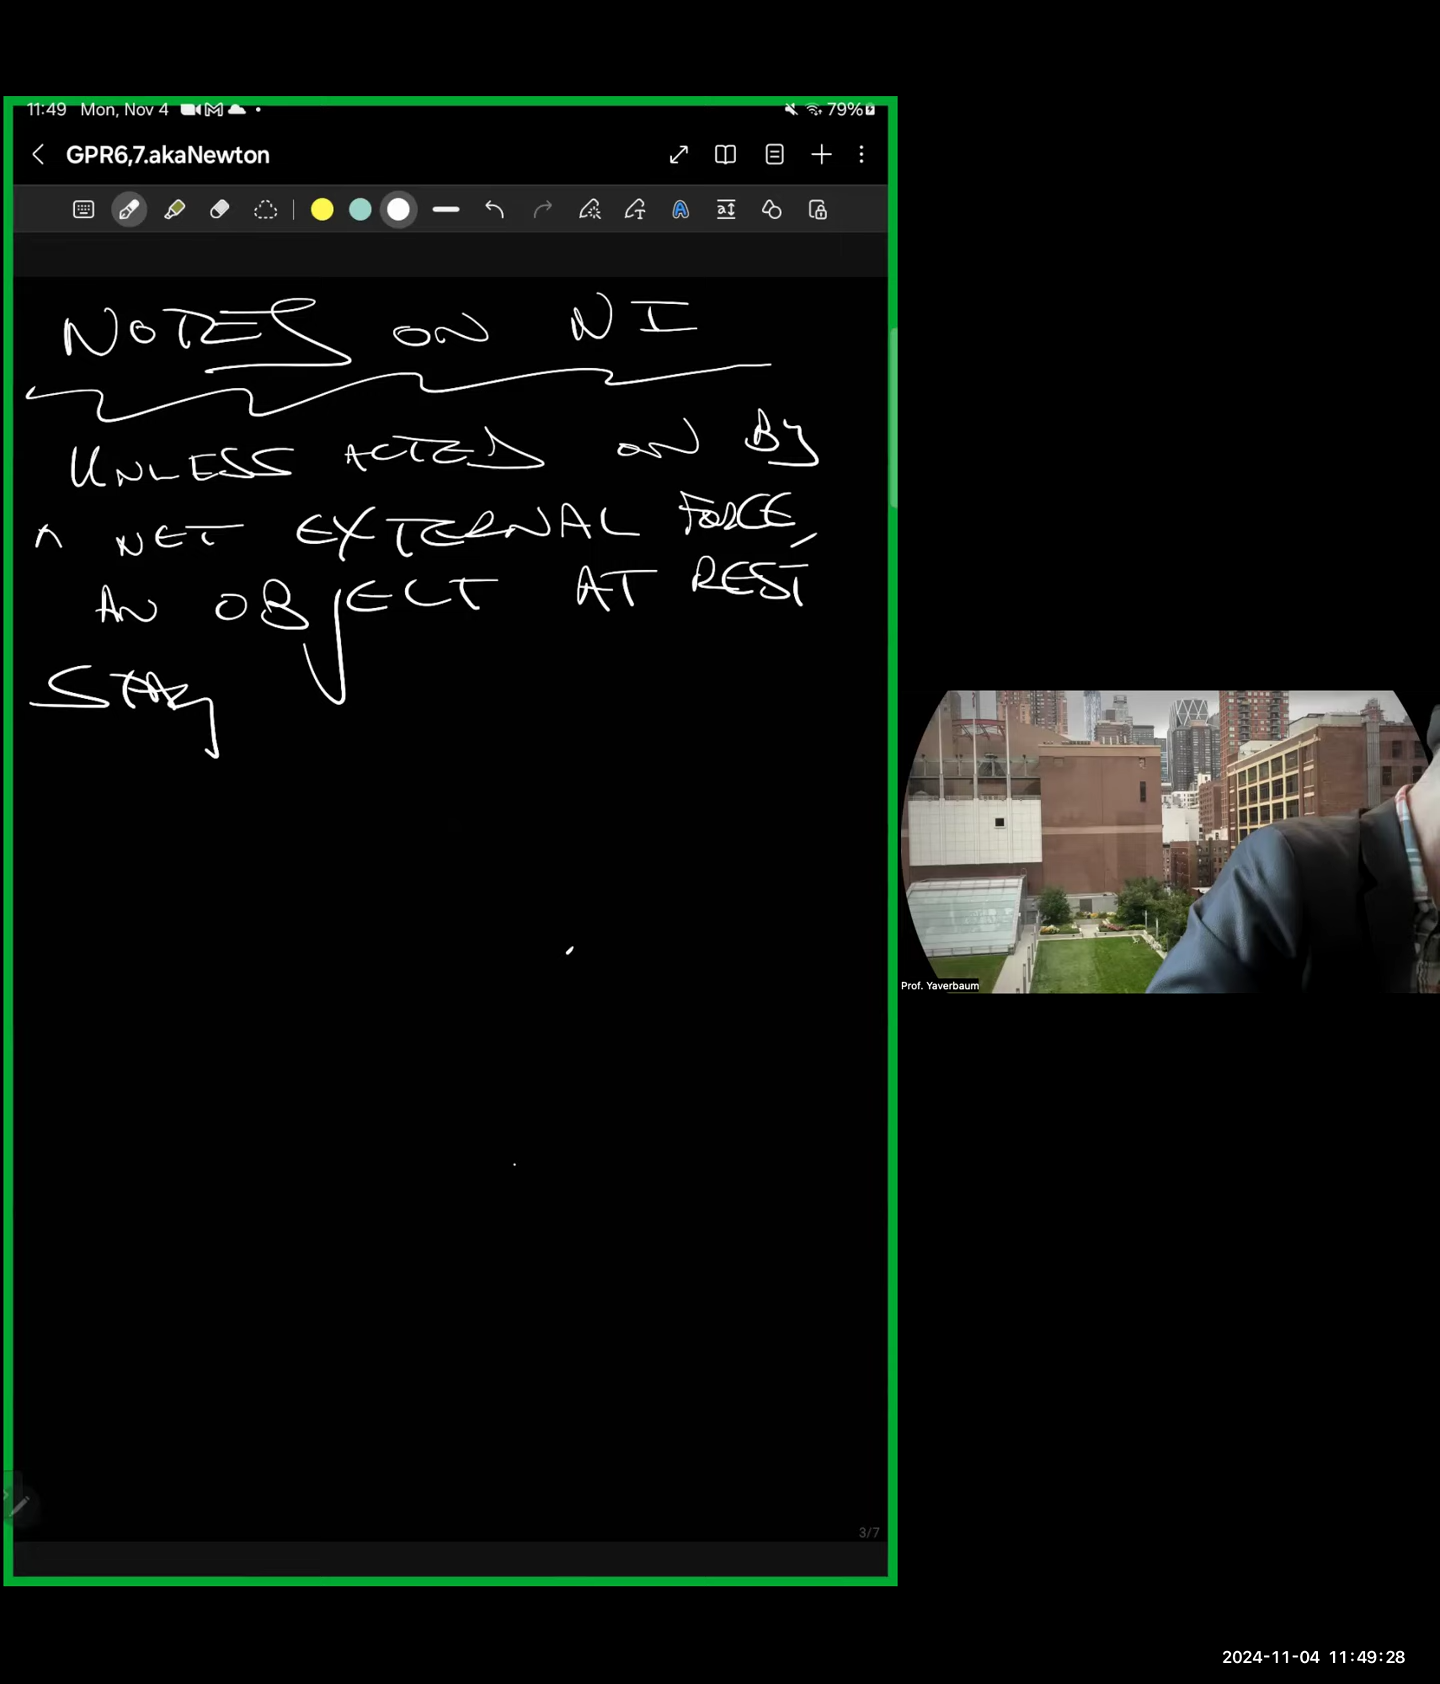 11:49 Mon, Nov 4 79%
GPR6,7.akaNewton
NOTES ON NI
UNLESS ACTED ON BY
A NET EXTERNAL FORCE,
AN OBJECT AT REST
STAY
3/7
Prof. Yaverbaum
2024-11-04 11:49:28